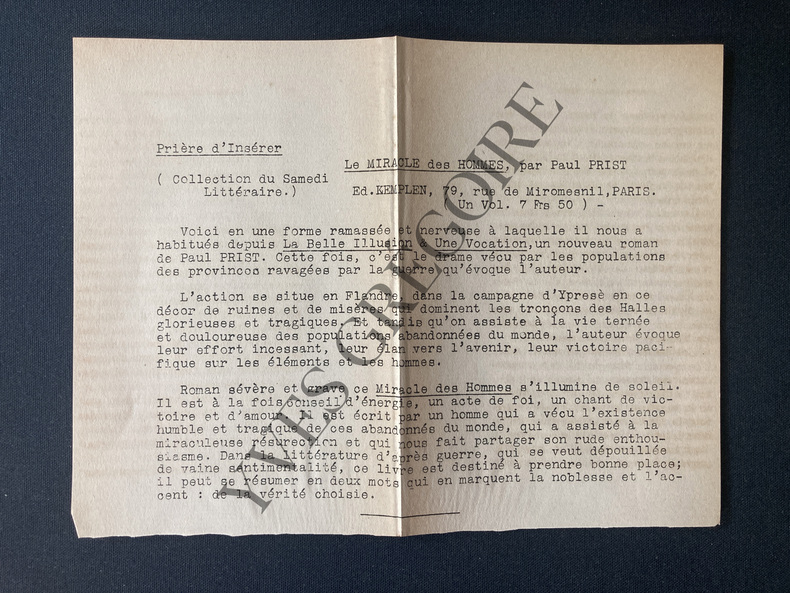 Prière d'Insérer
Le MIRACLE des HOMMES, par Paul PRIST
( Collection du Samedi
Littéraire.)
Ed.KEMPLEN, 79, rue de Miromesnil,PARIS.
( Un Vol. 7 Frs 50 ) -
Voici en une forme ramassée et nerveuse à laquelle il nous a
habitués depuis La Belle Illusion & Une Vocation,un nouveau roman
de Paul PRIST. Cette fois, c'est le drame vécu par les populations
des provinces ravagées par la guerre qu'évoque l'auteur.
L'action se situe en Flandre, dans la campagne d'Ypresè en ce
décor de ruines et de misères qui dominent les tronçons des Halles
glorieuses et tragiques. Et tandis qu'on assiste à la vie ternée
et douloureuse des populations abandonnées du monde, l'auteur évoque
leur effort incessant, leur élan vers l'avenir, leur victoire paci-
fique sur les éléments et les hommes.
Roman sévère et grave ce Miracle des Hommes s'illumine de soleil.
Il est à la fois conseil d'énergie, un acte de foi, un chant de vic-
toire et d'amour. Il est écrit par un homme qui a vécu l'existence
humble et tragique de ces abandonnés du monde, qui a assisté à la
miraculeuse résurection et qui nous fait partager son rude enthou-
siasme. Dans la littérature d'après guerre, qui se veut dépouillée
de vaine sentimentalité, ce livre est destiné à prendre bonne place;
il peut se résumer en deux mots qui en marquent la noblesse et l'ac-
cent : de la vérité choisie.
YVES GRÉGOIRE